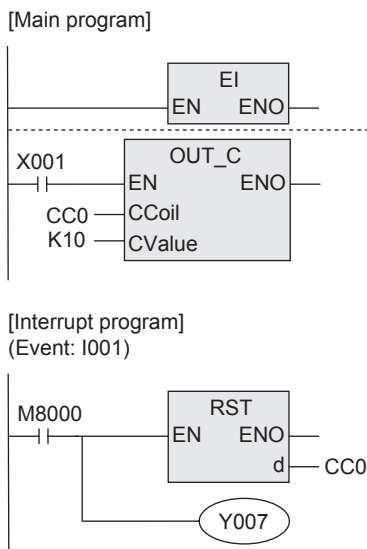 [Main program]
EI
EN ENO
X001
OUT_C
EN ENO
CC0 CCoil
K10 CValue
[Interrupt program]
(Event: I001)
M8000
RST
EN ENO
d CC0
Y007